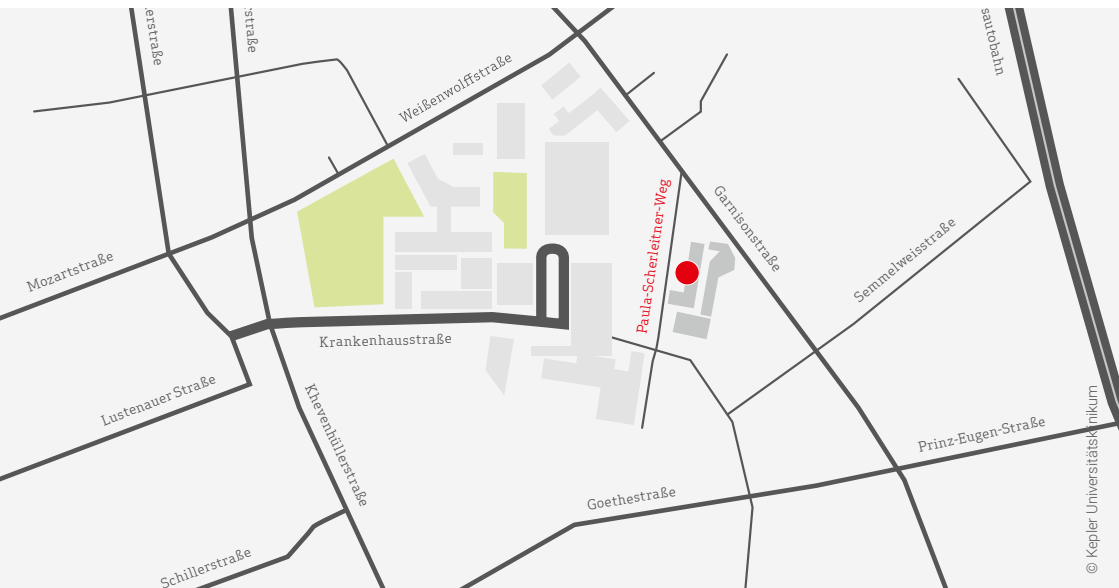 erstraße
rstraße
sautobahn
Weißenwolffstraße
Mozartstraße
Paula-Scherleitner-Weg
Garnisonstraße
Semmelweisstraße
Krankenhausstraße
Lustenauer Straße
Khevenhüllerstraße
Prinz-Eugen-Straße
Goethestraße
Schillerstraße
© Kepler Universitätsklinikum